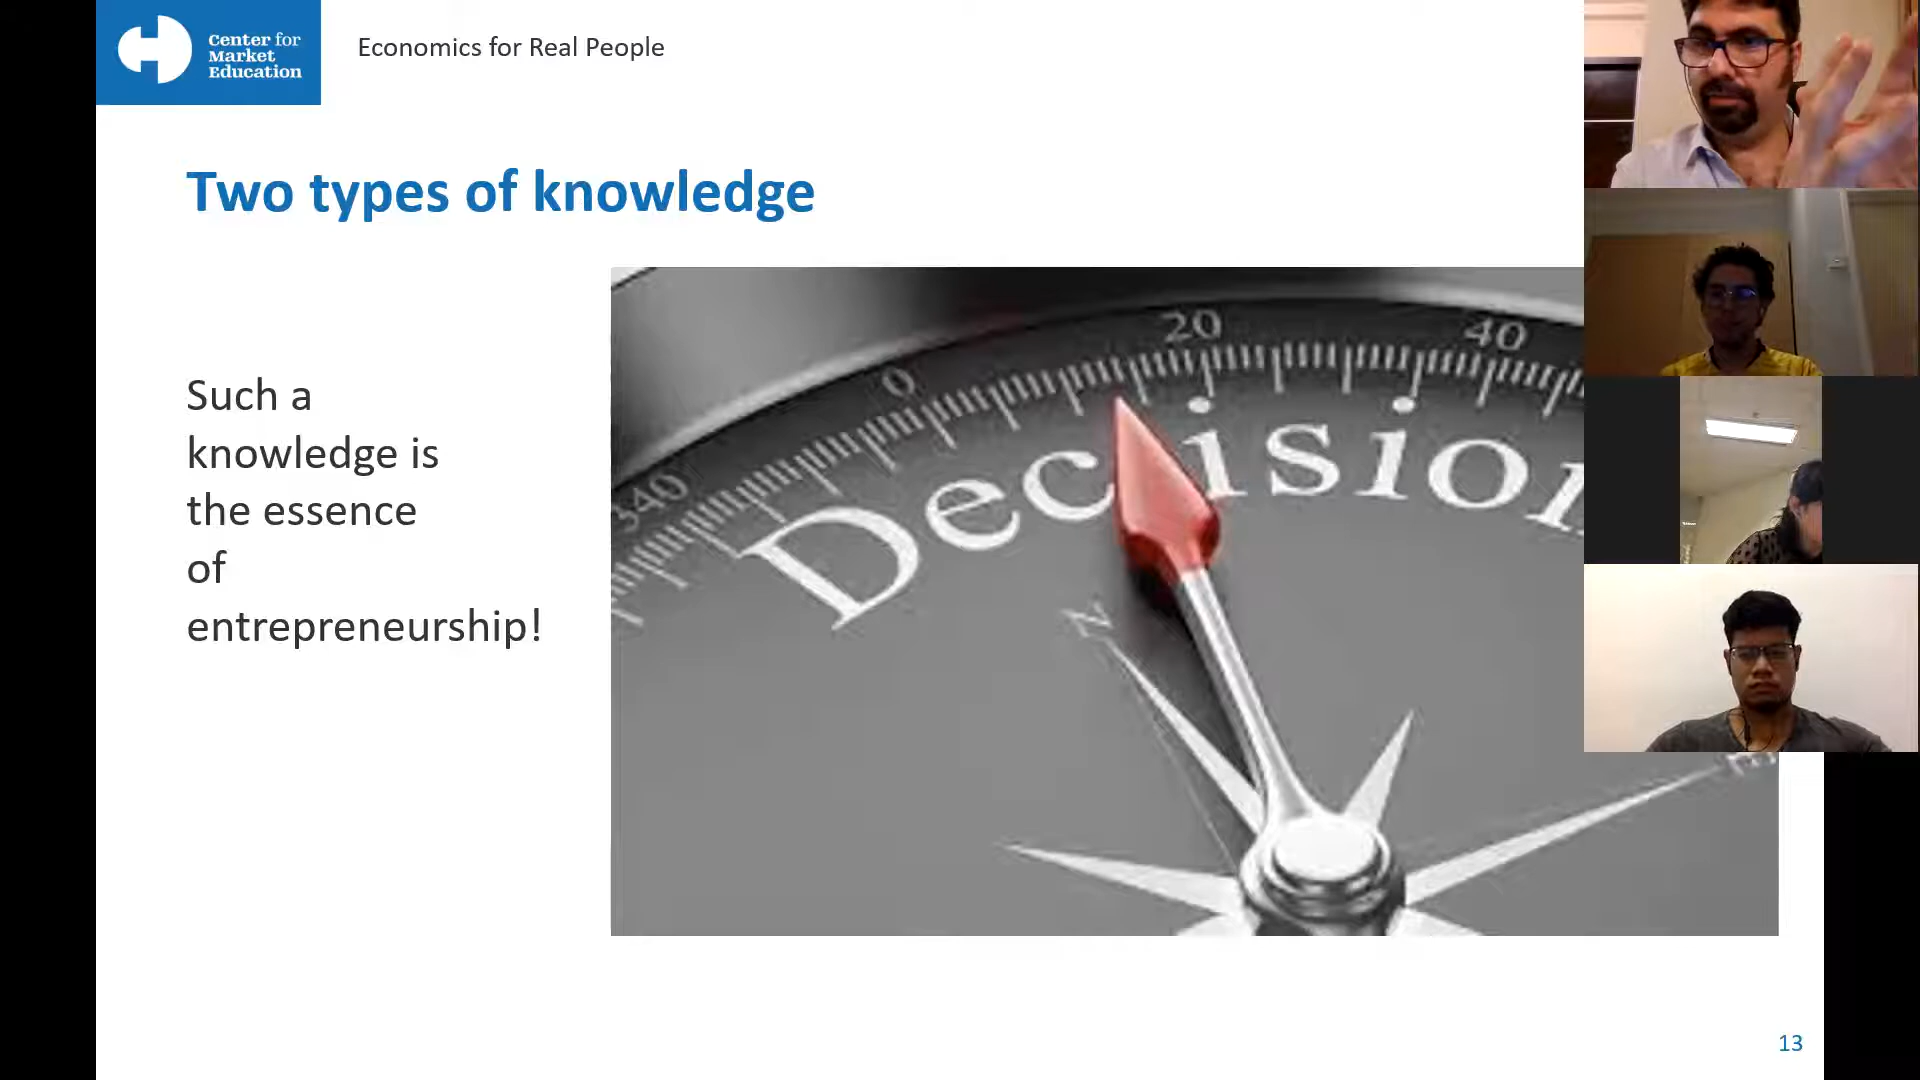 Center for
Market
Education
Economics for Real People
Two types of knowledge
Such a
knowledge is
the essence
of
entrepreneurship!
340
0
20
40
Decision
N
E
13